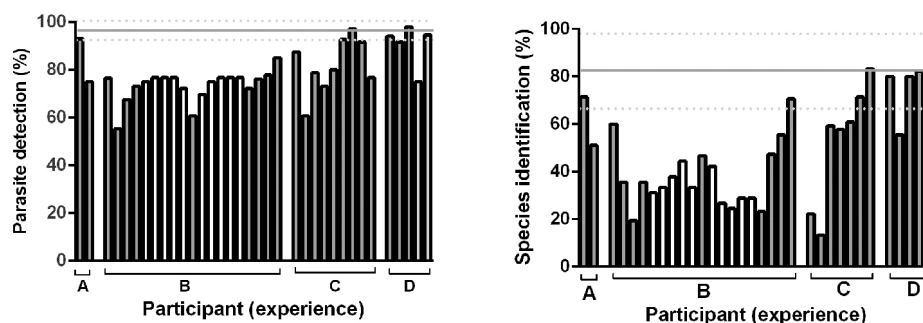 Parasite detection (%)
100
80
60
40
20
0
A B C D
Participant (experience)
Species identification (%)
100
80
60
40
20
0
A B C D
Participant (experience)